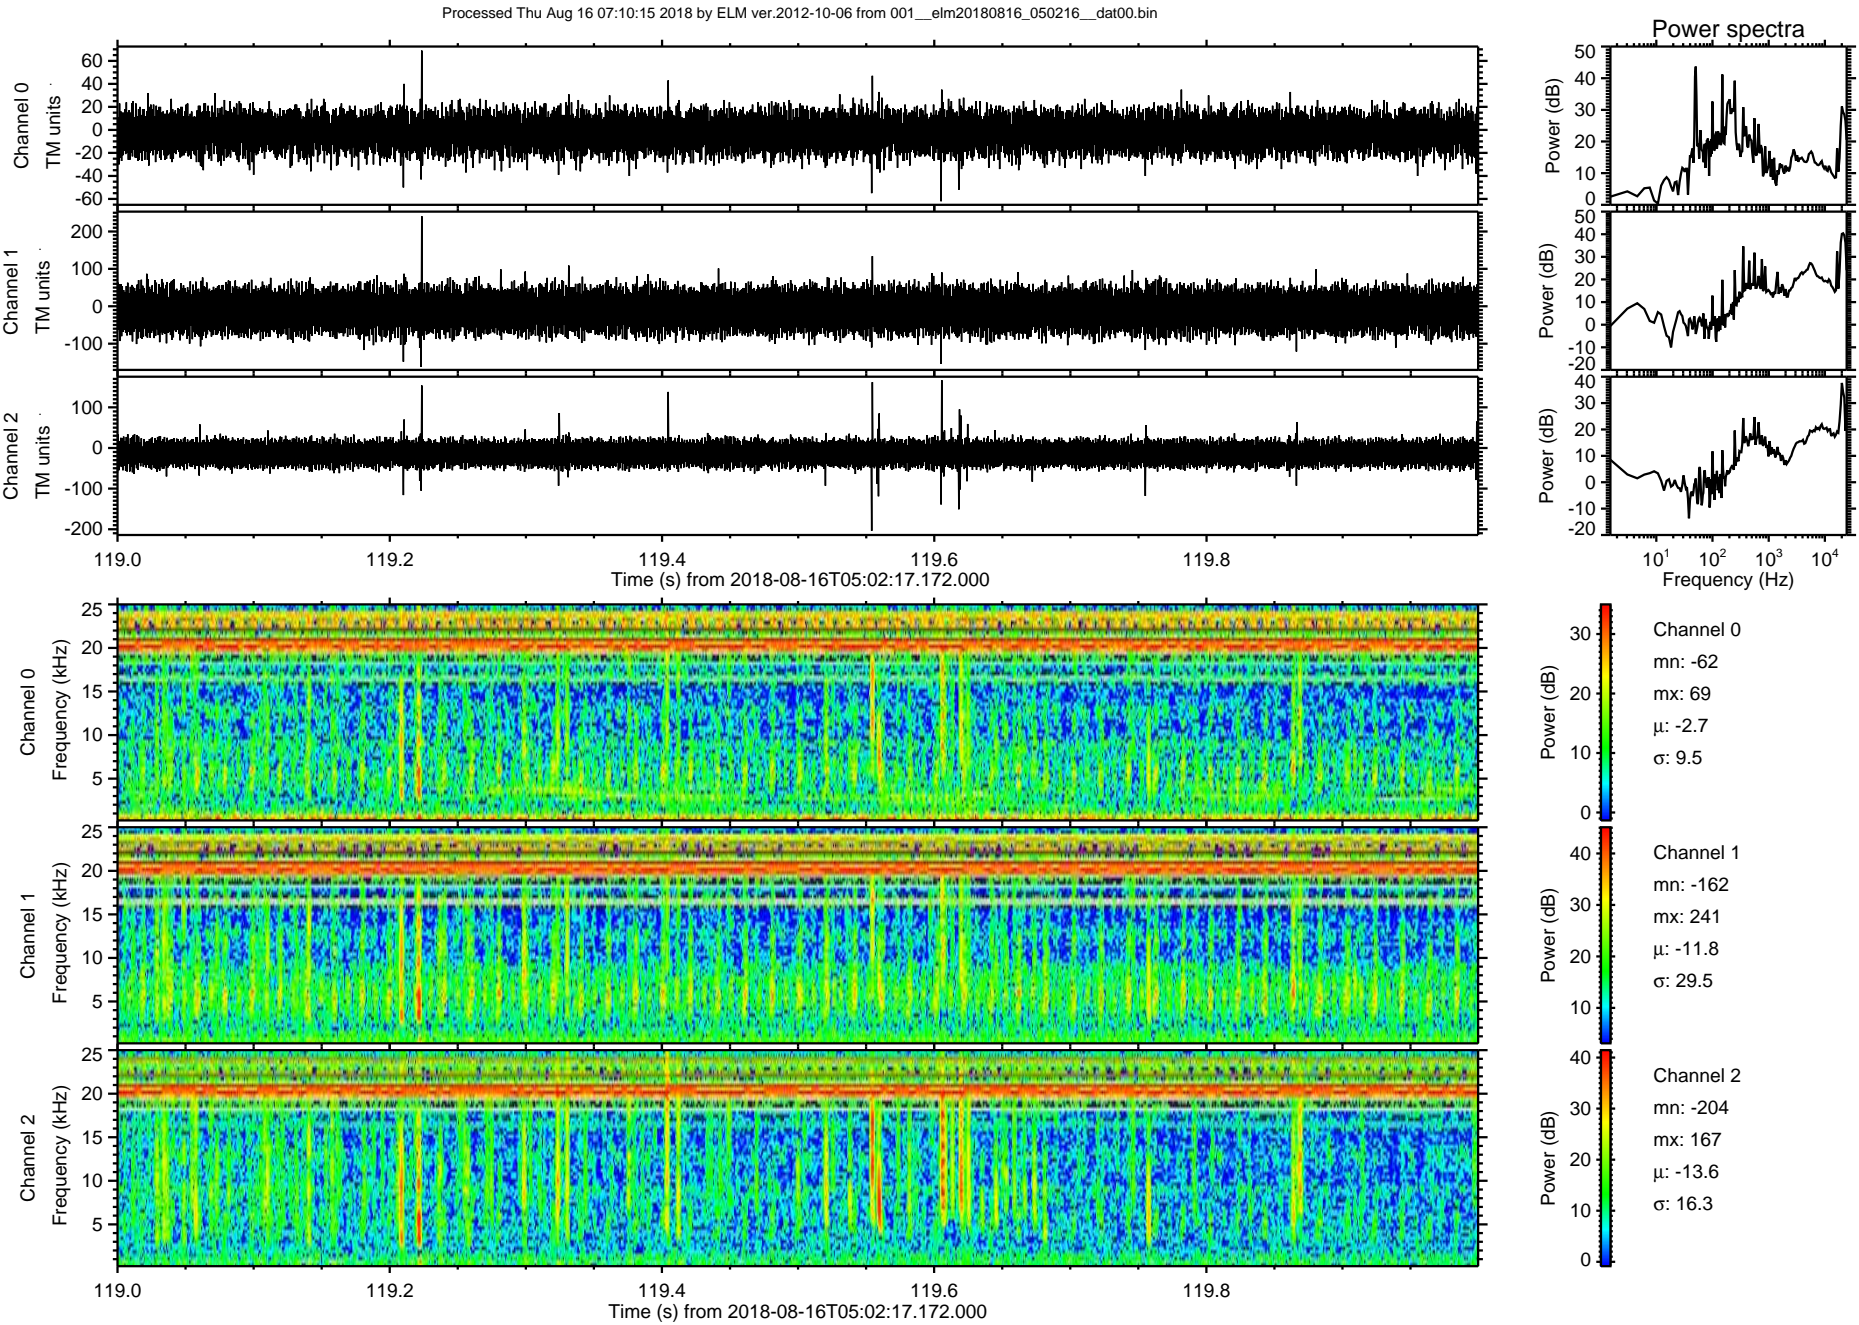 Processed Thu Aug 16 07:10:15 2018 by ELM ver.2012-10-06 from 001__elm20180816_050216__dat00.bin
Power spectra
Channel 0
TM units
60
40
20
0
-20
-40
-60
Power (dB)
50
40
30
20
10
0
Channel 1
TM units
200
100
0
-100
Power (dB)
50
40
30
20
10
0
-10
-20
Channel 2
TM units
100
0
-100
-200
Power (dB)
40
30
20
10
0
-10
-20
119.0 119.2 119.4 119.6 119.8
Time (s) from 2018-08-16T05:02:17.172.000
10¹ 10² 10³ 10⁴
Frequency (Hz)
Channel 0
Frequency (kHz)
25
20
15
10
5
Power (dB)
30
20
10
0
Channel 0
mn: -62
mx: 69
μ: -2.7
σ: 9.5
Channel 1
Frequency (kHz)
25
20
15
10
5
Power (dB)
40
30
20
10
Channel 1
mn: -162
mx: 241
μ: -11.8
σ: 29.5
Channel 2
Frequency (kHz)
25
20
15
10
5
Power (dB)
40
30
20
10
0
Channel 2
mn: -204
mx: 167
μ: -13.6
σ: 16.3
119.0 119.2 119.4 119.6 119.8
Time (s) from 2018-08-16T05:02:17.172.000